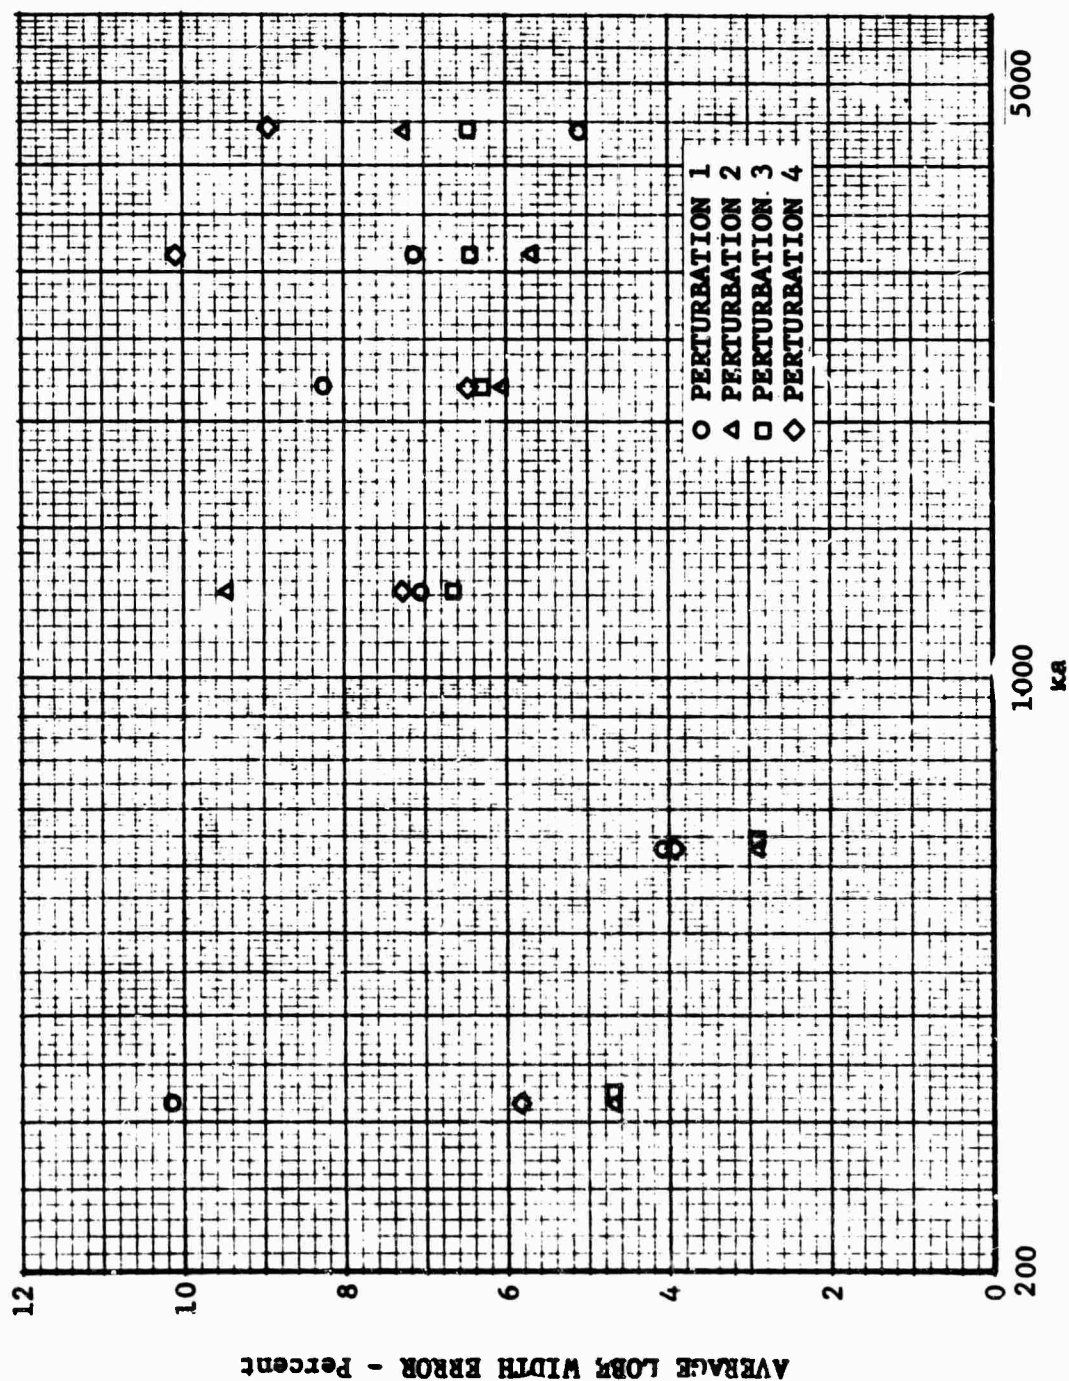 AVERAGE LOBE WIDTH ERROR - Percent
12
10
8
6
4
2
0
200
1000
5000
ka
PERTURBATION 1
PERTURBATION 2
PERTURBATION 3
PERTURBATION 4